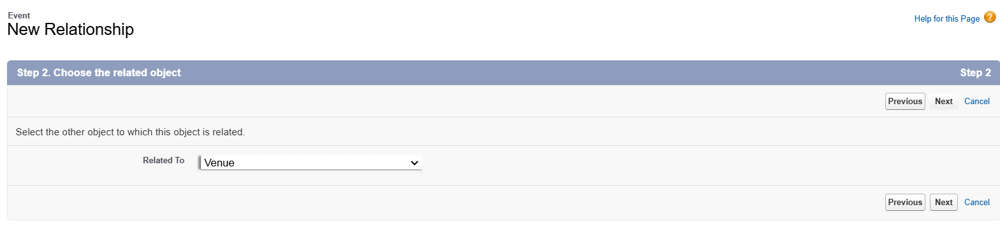 Event
New Relationship
Help for this Page ?
Step 2. Choose the related object
Step 2
Previous Next Cancel
Select the other object to which this object is related.
Related To Venue
Previous Next Cancel